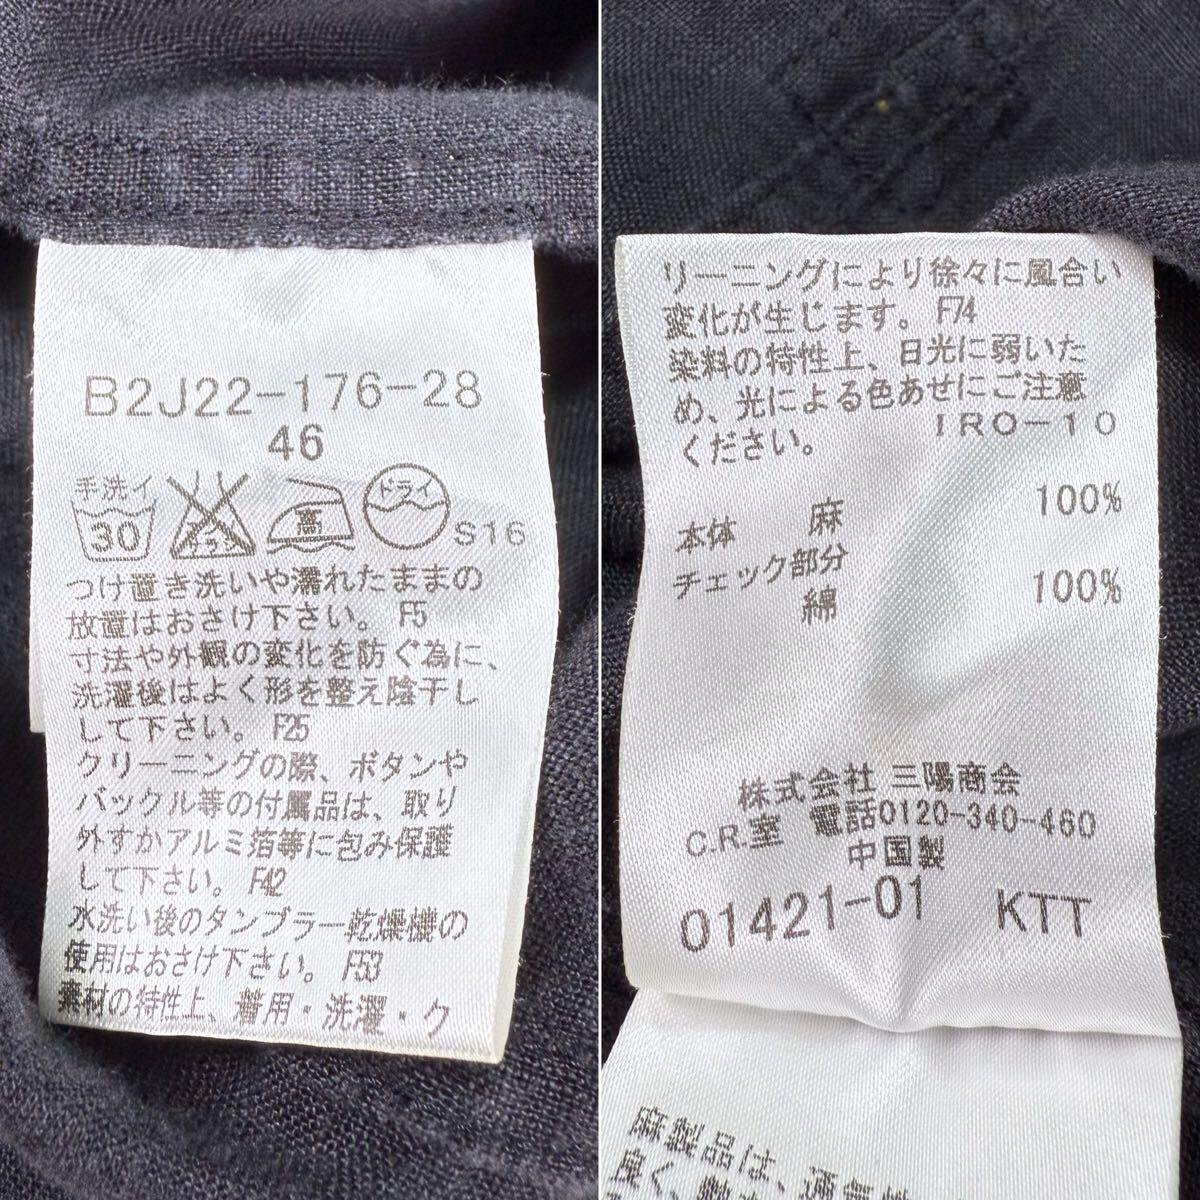 B2J22-176-28
46
手洗イ
30
高
ドライ
S16
つけ置き洗いや濡れたままの
放置はおさけ下さい。 F5
寸法や外観の変化を防ぐ為に、
洗濯後はよく形を整え陰干し
して下さい。 F25
クリーニングの際、ボタンや
バックル等の付属品は、取り
外すかアルミ箔等に包み保護
して下さい。 F42
水洗い後のタンブラー乾燥機の
使用はおさけ下さい。 F53
素材の特性上、着用・洗濯・ク
リーニングにより徐々に風合い
変化が生じます。 F74
染料の特性上、日光に弱いた
め、光による色あせにご注意
ください。 IRO-10
本体 麻 100%
チェック部分
綿 100%
株式会社 三陽商会
C.R.室 電話0120-340-460
中国製
01421-01 KTT
麻製品は、通気性
良く、